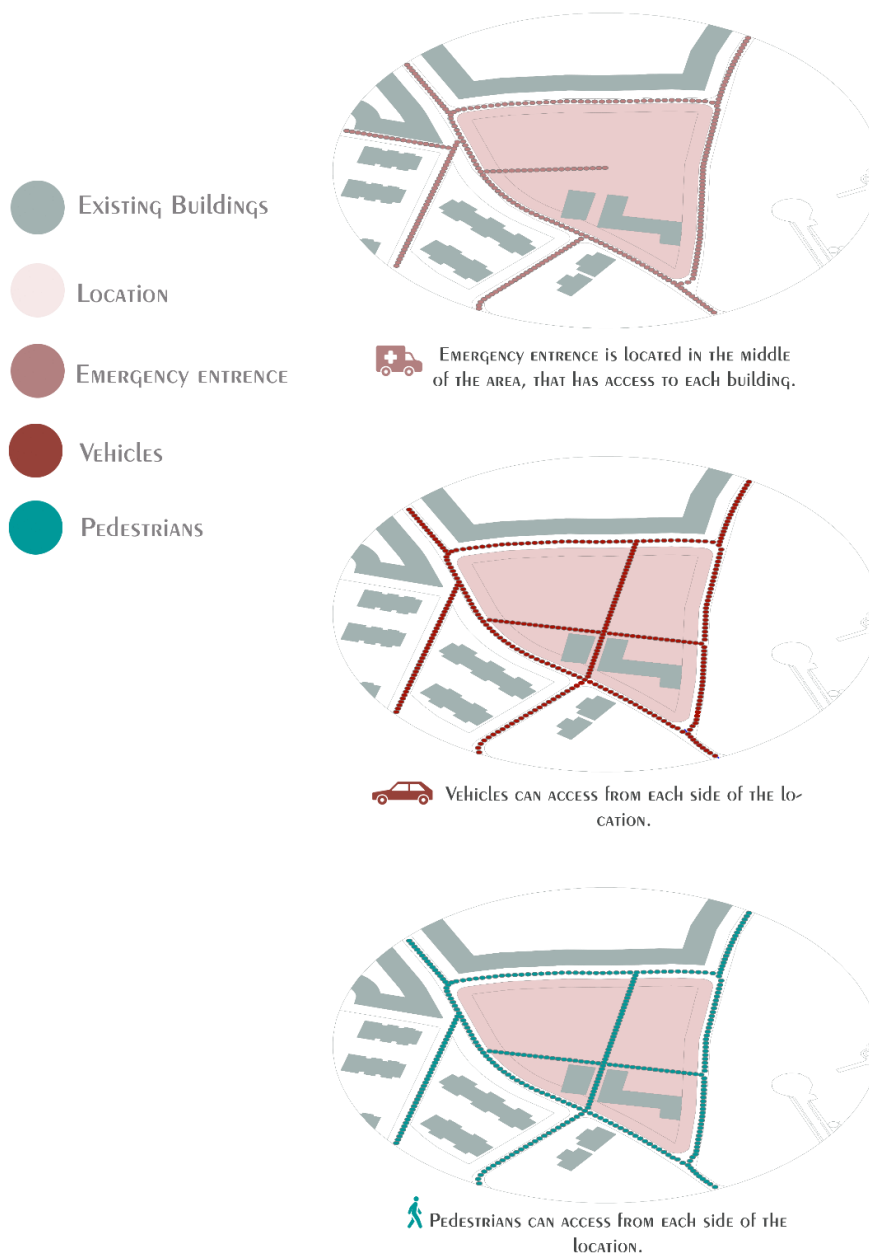 Existing Buildings
Location
Emergency entrence
Vehicles
Pedestrians
Emergency entrence is located in the middle
of the area, that has access to each building.
Vehicles can access from each side of the lo-
cation.
Pedestrians can access from each side of the
location.